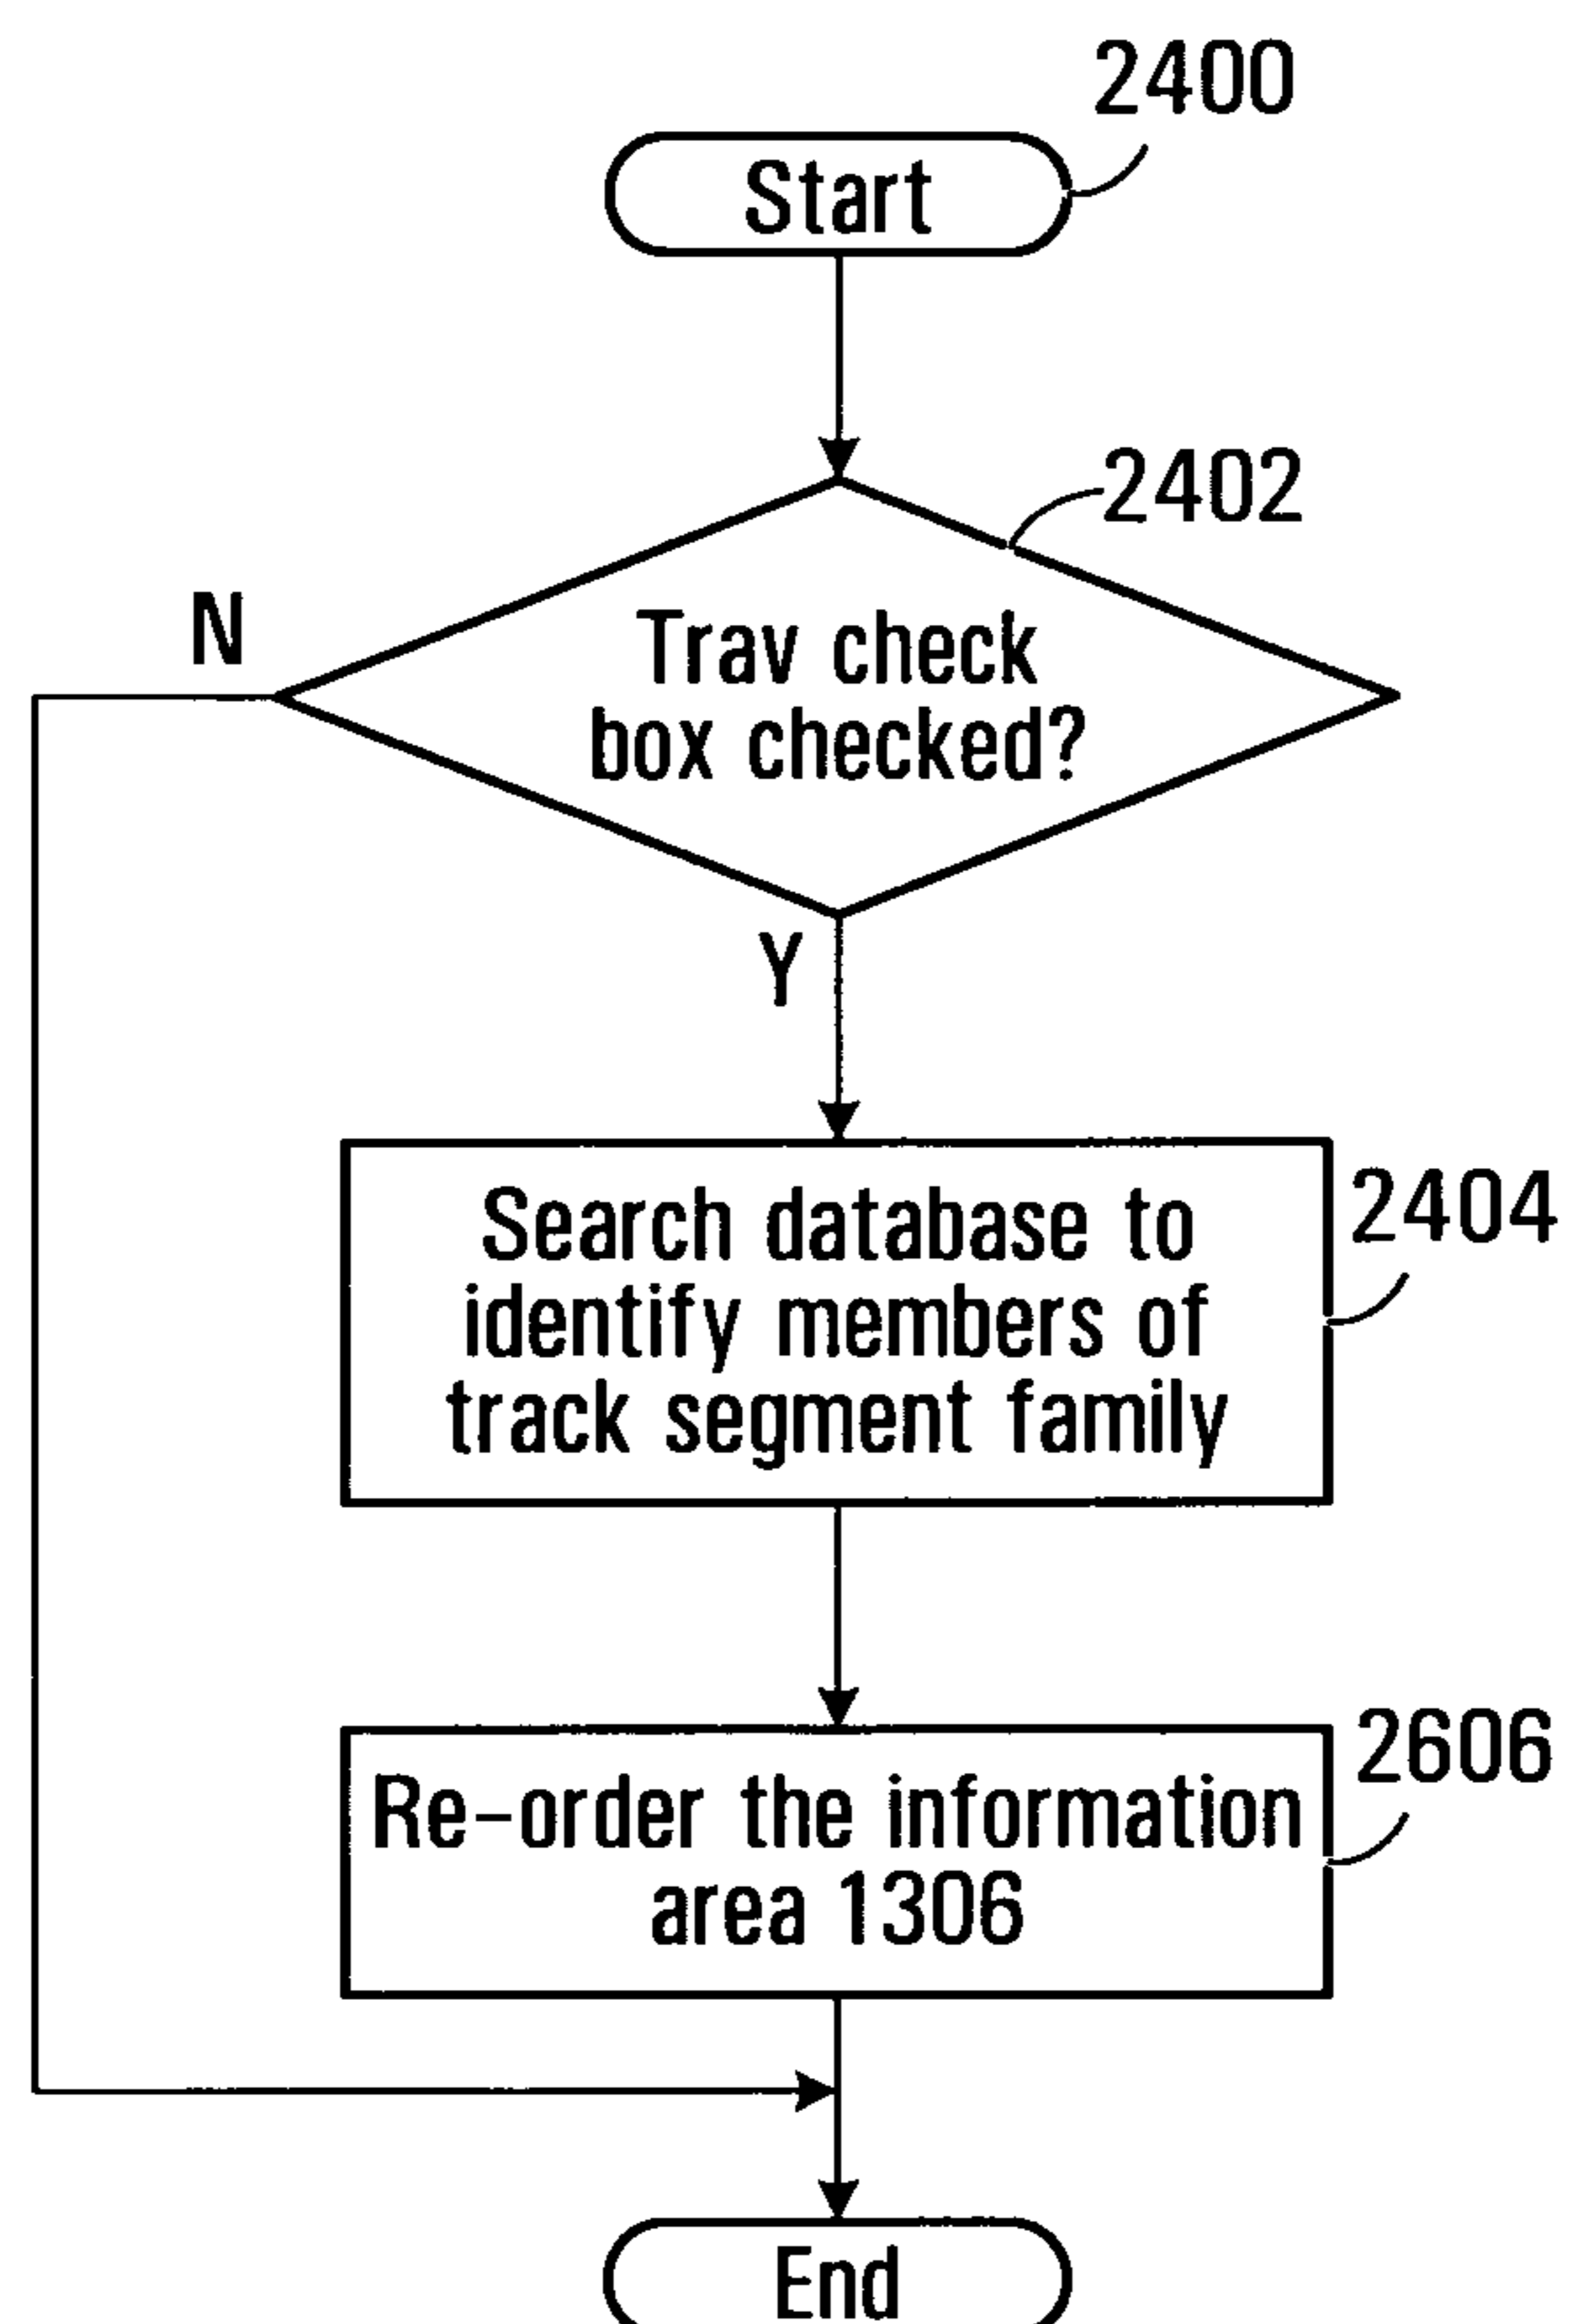 2400
Start
2402
N
Trav check
box checked?
Y
Search database to
identify members of
track segment family
2404
Re-order the information
area 1306
2606
End